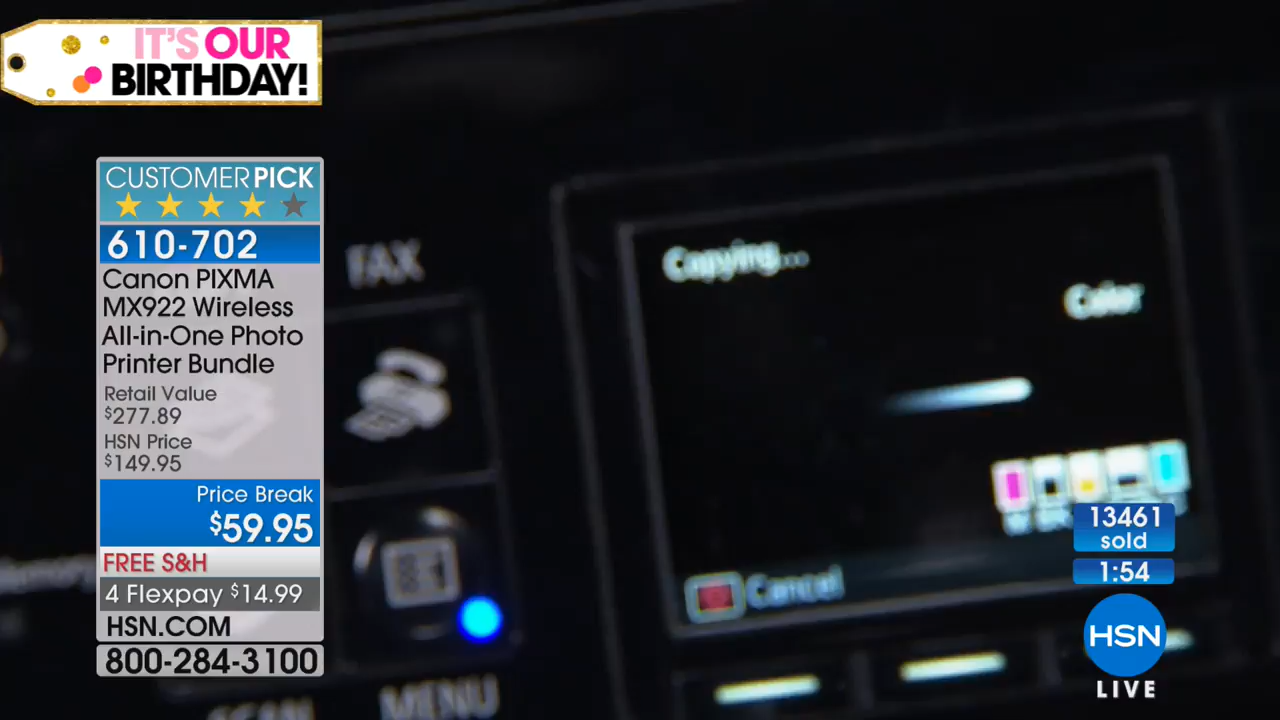 IT'S OUR
BIRTHDAY!
CUSTOMER PICK
610-702
Canon PIXMA
MX922 Wireless
All-in-One Photo
Printer Bundle
Retail Value
$277.89
HSN Price
$149.95
Price Break
$59.95
FREE S&H
4 Flexpay $14.99
HSN.COM
800-284-3100
FAX
Copying...
Color
Cancel
MENU
SCAN
13461
sold
1:54
HSN
LIVE